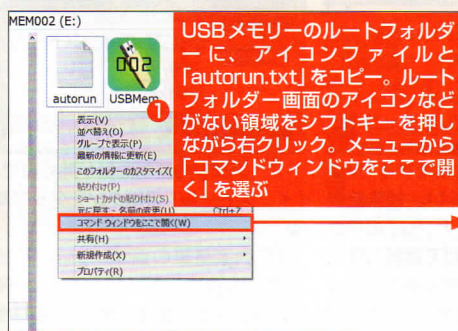 MEM002 (E:)
USBメモリーのルートフォルダ
ーに、アイコンファイルと
「autorun.txt」をコピー。ルート
フォルダー画面のアイコンなど
がない領域をシフトキーを押し
ながら右クリック。メニューから
「コマンドウィンドウをここで開
く」を選ぶ
002
autorun
USBMem
❶
表示(V)
並べ替え(O)
グループで表示(P)
最新の情報に更新(E)
このフォルダーのカスタマイズ(
貼り付け(P)
ショートカットの貼り付け(S)
元に戻す - 名前の変更(U) Ctrl+Z
コマンド ウィンドウをここで開く(W)
共有(H)
新規作成(X)
プロパティ(R)